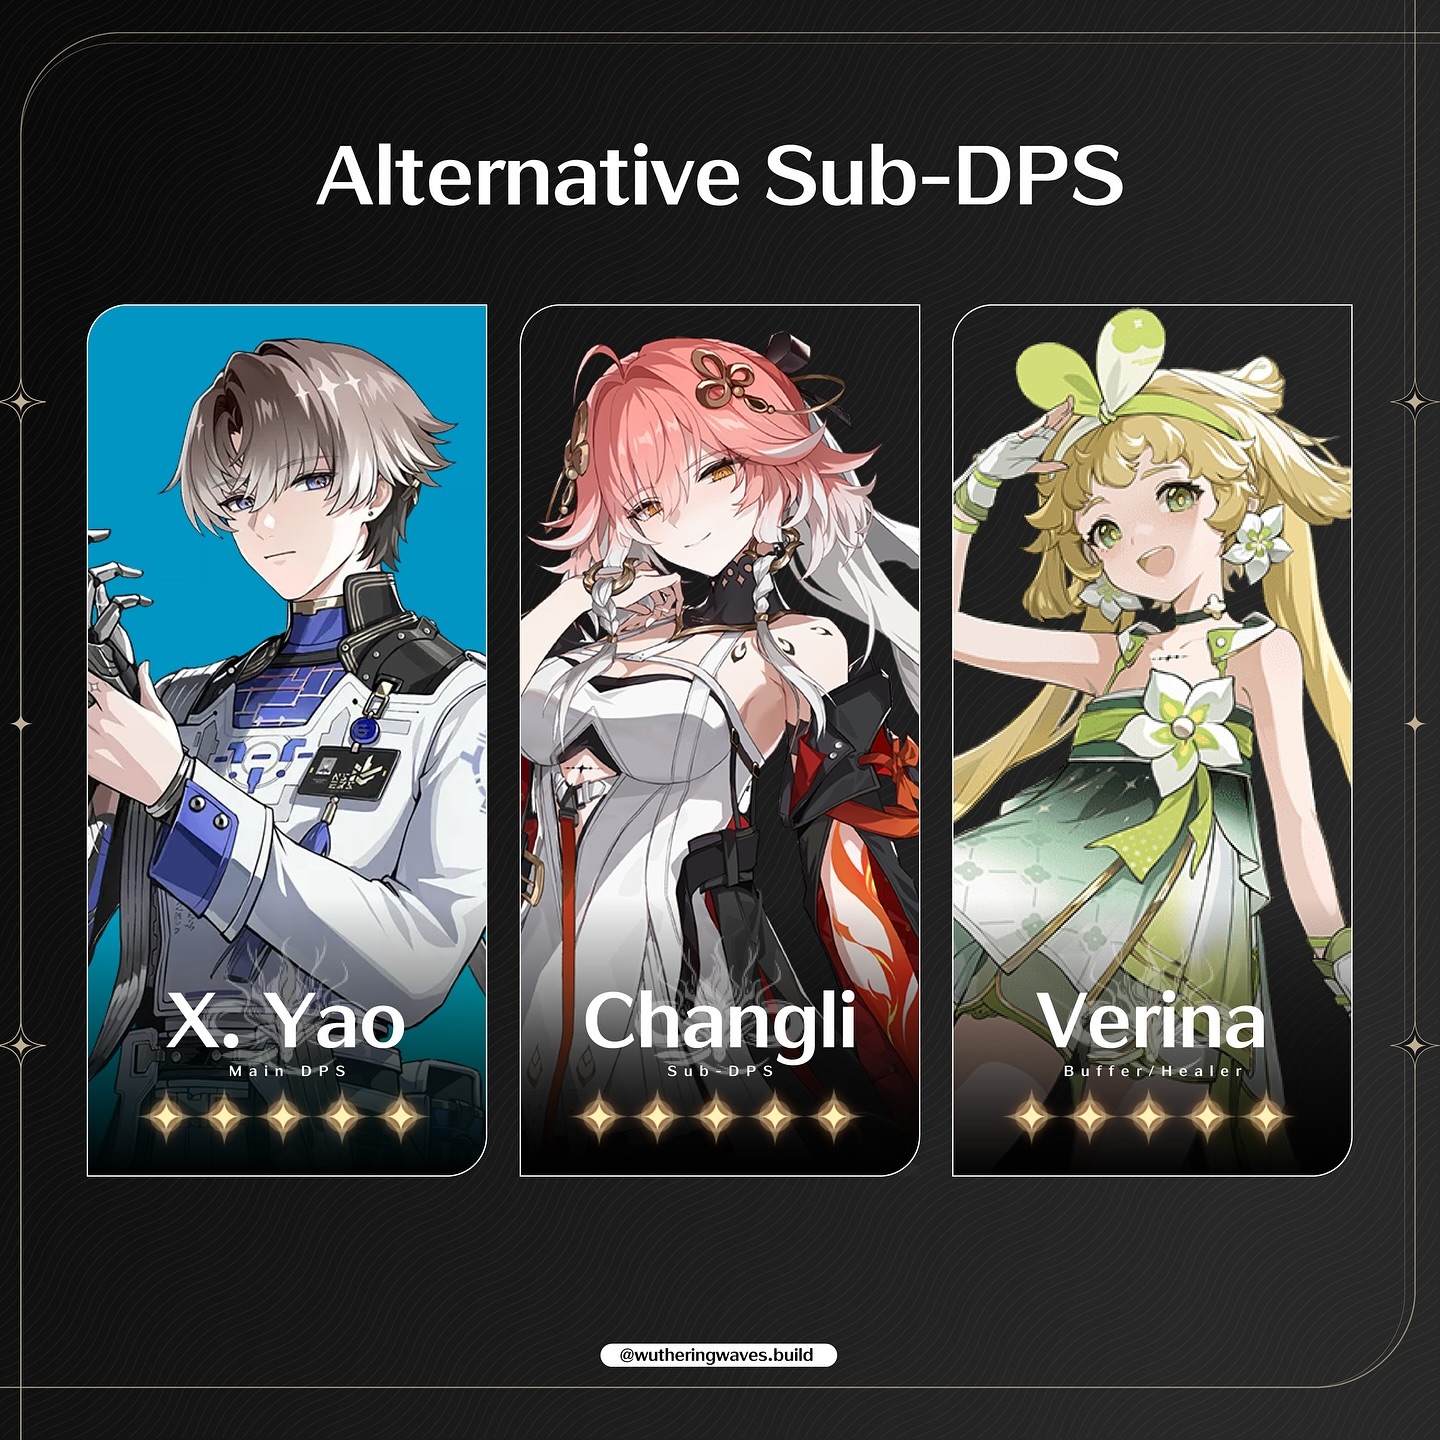 Alternative Sub-DPS
X. Yao
Main DPS
Changli
Sub-DPS
Verina
Buffer/Healer
@wutheringwaves.build